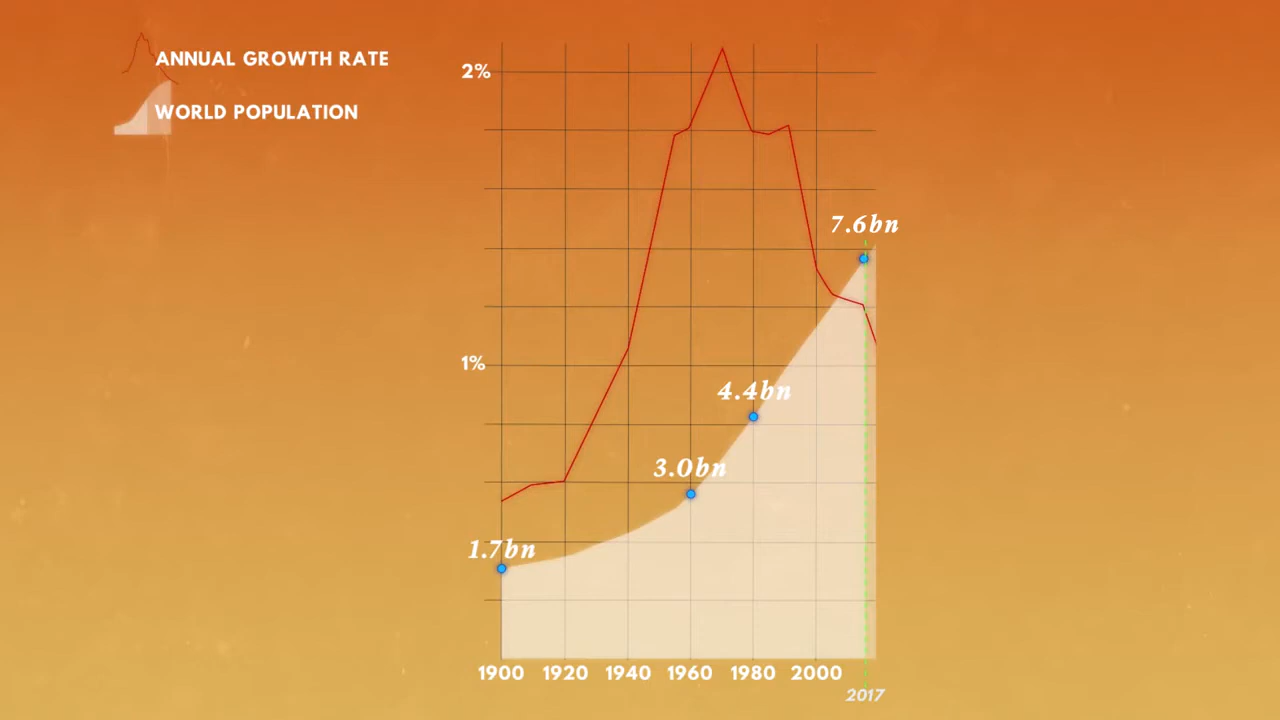 ANNUAL GROWTH RATE
WORLD POPULATION
2%
7.6bn
1%
4.4bn
3.0bn
1.7bn
1900 1920 1940 1960 1980 2000
2017